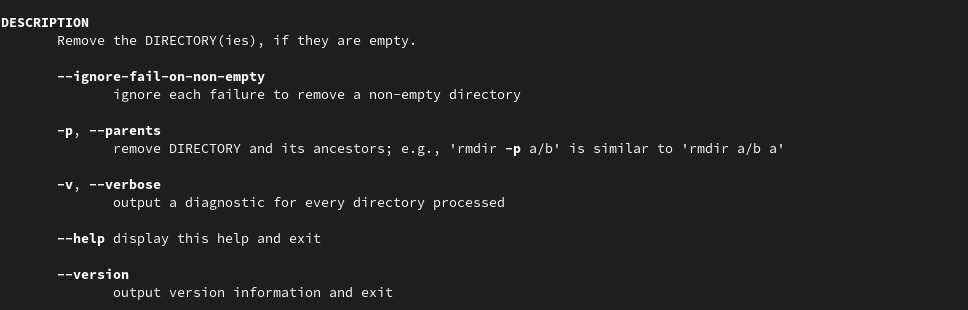 DESCRIPTION
Remove the DIRECTORY(ies), if they are empty.
--ignore-fail-on-non-empty
ignore each failure to remove a non-empty directory
-p, --parents
remove DIRECTORY and its ancestors; e.g., 'rmdir -p a/b' is similar to 'rmdir a/b a'
-v, --verbose
output a diagnostic for every directory processed
--help display this help and exit
--version
output version information and exit